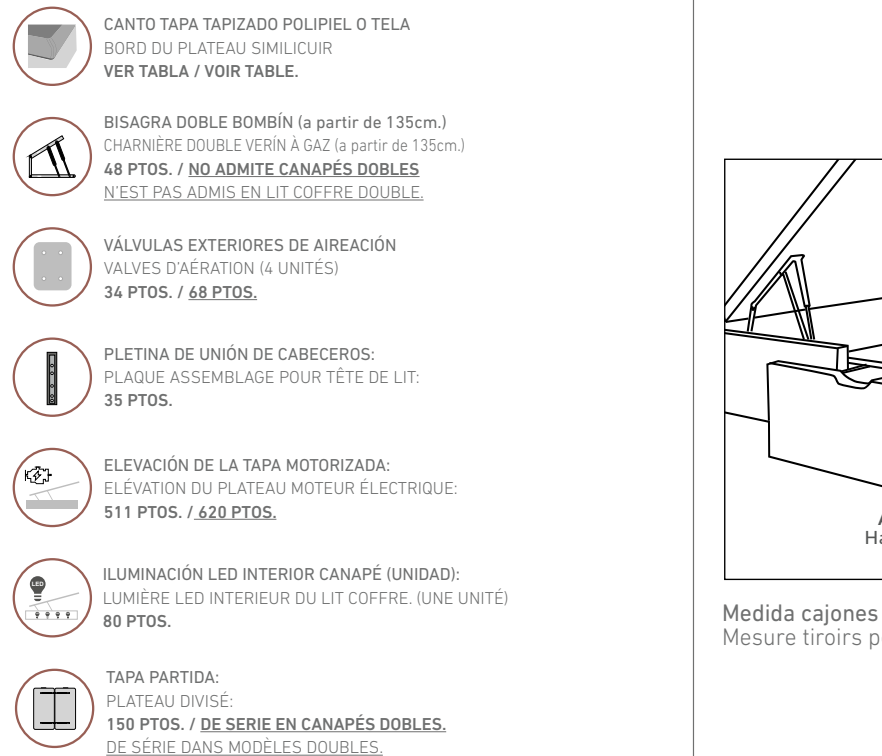 CANTO TAPA TAPIZADO POLIPIEL O TELA
BORD DU PLATEAU SIMILICUIR
VER TABLA / VOIR TABLE.
BISAGRA DOBLE BOMBÍN (a partir de 135cm.)
CHARNIÈRE DOUBLE VERÍN À GAZ (a partir de 135cm.)
48 PTOS. / NO ADMITE CANAPÉS DOBLES
N'EST PAS ADMIS EN LIT COFFRE DOUBLE.
VÁLVULAS EXTERIORES DE AIREACIÓN
VALVES D'AÉRATION (4 UNITÉS)
34 PTOS. / 68 PTOS.
PLETINA DE UNIÓN DE CABECEROS:
PLAQUE ASSEMBLAGE POUR TÊTE DE LIT:
35 PTOS.
ELEVACIÓN DE LA TAPA MOTORIZADA:
ELÉVATION DU PLATEAU MOTEUR ÉLECTRIQUE:
511 PTOS. / 620 PTOS.
LED
ILUMINACIÓN LED INTERIOR CANAPÉ (UNIDAD):
LUMIÈRE LED INTERIEUR DU LIT COFFRE. (UNE UNITÉ)
80 PTOS.
TAPA PARTIDA:
PLATEAU DIVISÉ:
150 PTOS. / DE SERIE EN CANAPÉS DOBLES.
DE SÉRIE DANS MODÈLES DOUBLES.
Medida cajones
Mesure tiroirs